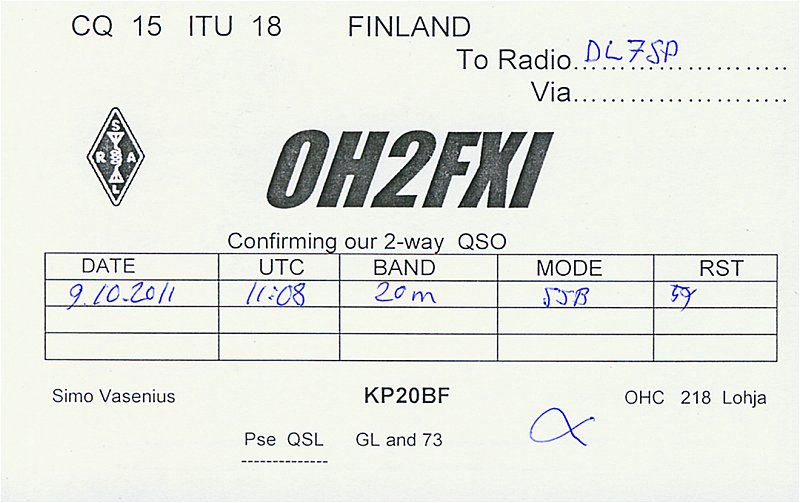 CQ 15 ITU 18 FINLAND
To Radio DL7SP
Via
S
R A
L
OH2FXI
Confirming our 2-way QSO
DATE UTC BAND MODE RST
9.10.2011 11:08 20m SSB 59
Simo Vasenius KP20BF OHC 218 Lohja
Pse QSL GL and 73